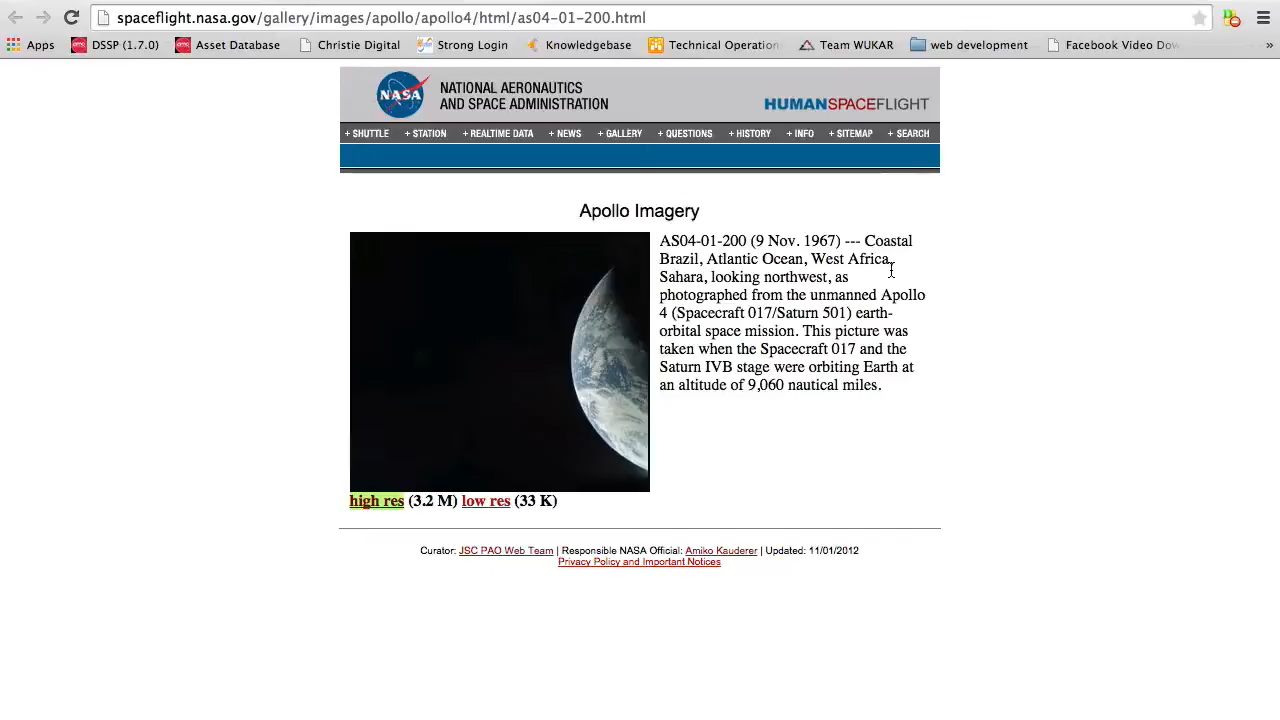 spaceflight.nasa.gov/gallery/images/apollo/apollo4/html/as04-01-200.html
Apps DSSP (1.7.0) Asset Database Christie Digital Strong Login Knowledgebase Technical Operation Team WUKAR web development Facebook Video Dow »
NASA
NATIONAL AERONAUTICS
AND SPACE ADMINISTRATION
HUMANSPACEFLIGHT
+ SHUTTLE + STATION + REALTIME DATA + NEWS + GALLERY + QUESTIONS + HISTORY + INFO + SITEMAP + SEARCH
Apollo Imagery
AS04-01-200 (9 Nov. 1967) --- Coastal
Brazil, Atlantic Ocean, West Africa,
Sahara, looking northwest, as
photographed from the unmanned Apollo
4 (Spacecraft 017/Saturn 501) earth-
orbital space mission. This picture was
taken when the Spacecraft 017 and the
Saturn IVB stage were orbiting Earth at
an altitude of 9,060 nautical miles.
high res (3.2 M) low res (33 K)
Curator: JSC PAO Web Team | Responsible NASA Official: Amiko Kauderer | Updated: 11/01/2012
Privacy Policy and Important Notices